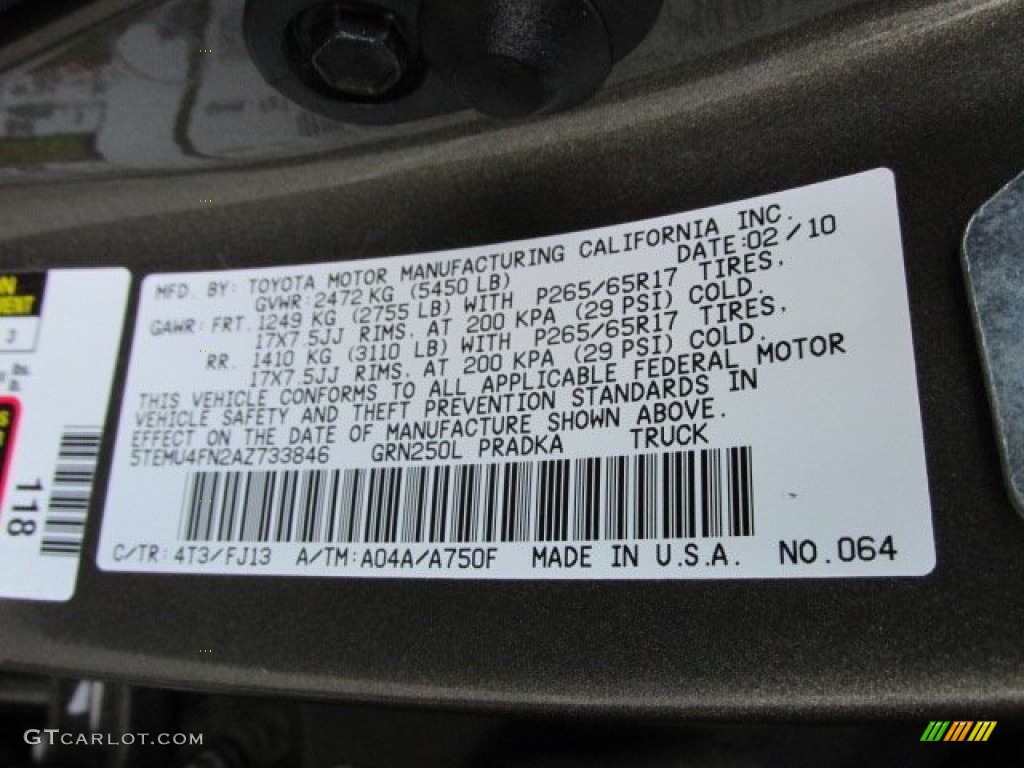 MFD. BY: TOYOTA MOTOR MANUFACTURING CALIFORNIA INC.
GVWR: 2472 KG (5450 LB) DATE: 02/10
GAWR: FRT. 1249 KG (2755 LB) WITH P265/65R17 TIRES,
17X7.5JJ RIMS, AT 200 KPA (29 PSI) COLD.
RR. 1410 KG (3110 LB) WITH P265/65R17 TIRES,
17X7.5JJ RIMS, AT 200 KPA (29 PSI) COLD.
THIS VEHICLE CONFORMS TO ALL APPLICABLE FEDERAL MOTOR
VEHICLE SAFETY AND THEFT PREVENTION STANDARDS IN
EFFECT ON THE DATE OF MANUFACTURE SHOWN ABOVE.
5TEMU4FN2AZ733846 GRN250L PRADKA TRUCK
C/TR: 4T3/FJ13 A/TM: A04A/A750F MADE IN U.S.A. NO. 064
3
lbs.
118
GTCARLOT.COM